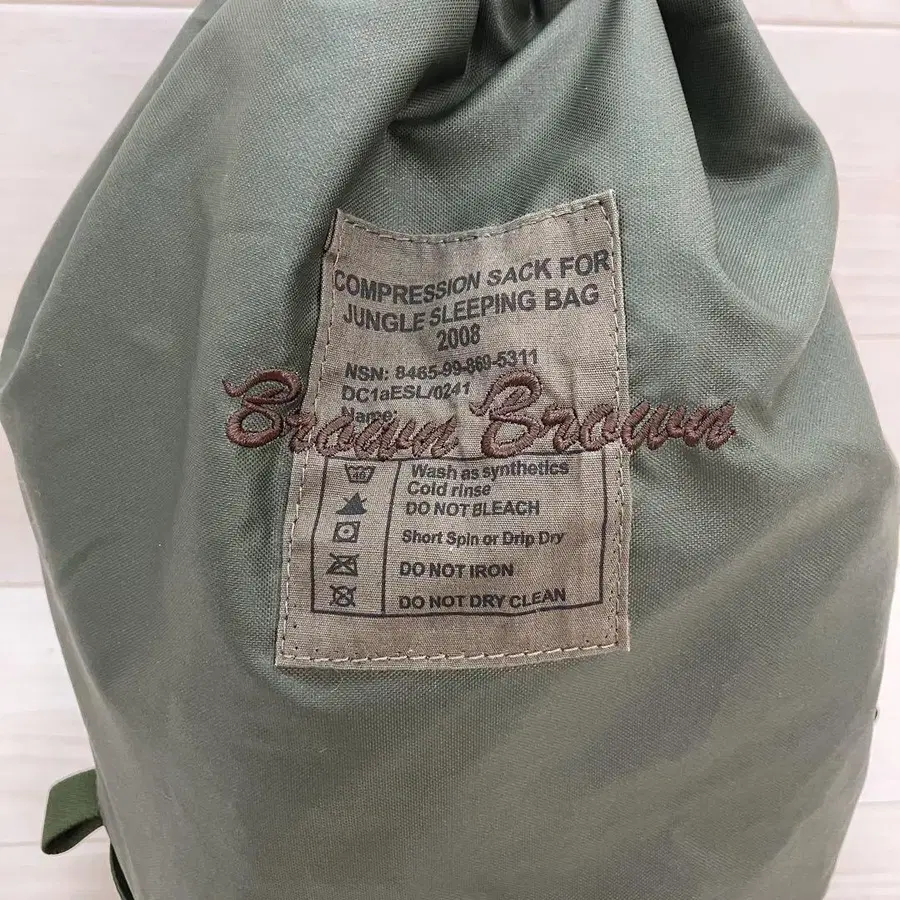 COMPRESSION SACK FOR
JUNGLE SLEEPING BAG
2008
NSN: 8465-99-869-5311
DC1aESL/0241
Name:
Brown Brown
40
Wash as synthetics
Cold rinse
DO NOT BLEACH
Short Spin or Drip Dry
DO NOT IRON
DO NOT DRY CLEAN